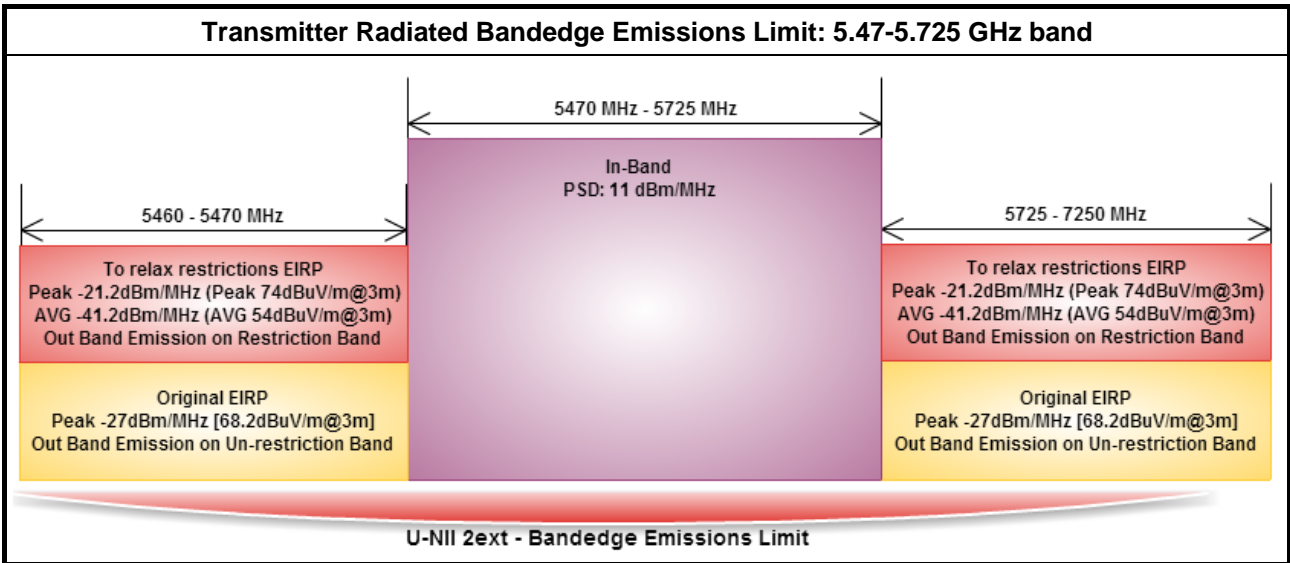 Transmitter Radiated Bandedge Emissions Limit: 5.47-5.725 GHz band
5470 MHz - 5725 MHz
In-Band
PSD: 11 dBm/MHz
5460 - 5470 MHz
To relax restrictions EIRP
Peak -21.2dBm/MHz (Peak 74dBuV/m@3m)
AVG -41.2dBm/MHz (AVG 54dBuV/m@3m)
Out Band Emission on Restriction Band
Original EIRP
Peak -27dBm/MHz [68.2dBuV/m@3m]
Out Band Emission on Un-restriction Band
5725 - 7250 MHz
To relax restrictions EIRP
Peak -21.2dBm/MHz (Peak 74dBuV/m@3m)
AVG -41.2dBm/MHz (AVG 54dBuV/m@3m)
Out Band Emission on Restriction Band
Original EIRP
Peak -27dBm/MHz [68.2dBuV/m@3m]
Out Band Emission on Un-restriction Band
U-NII 2ext - Bandedge Emissions Limit